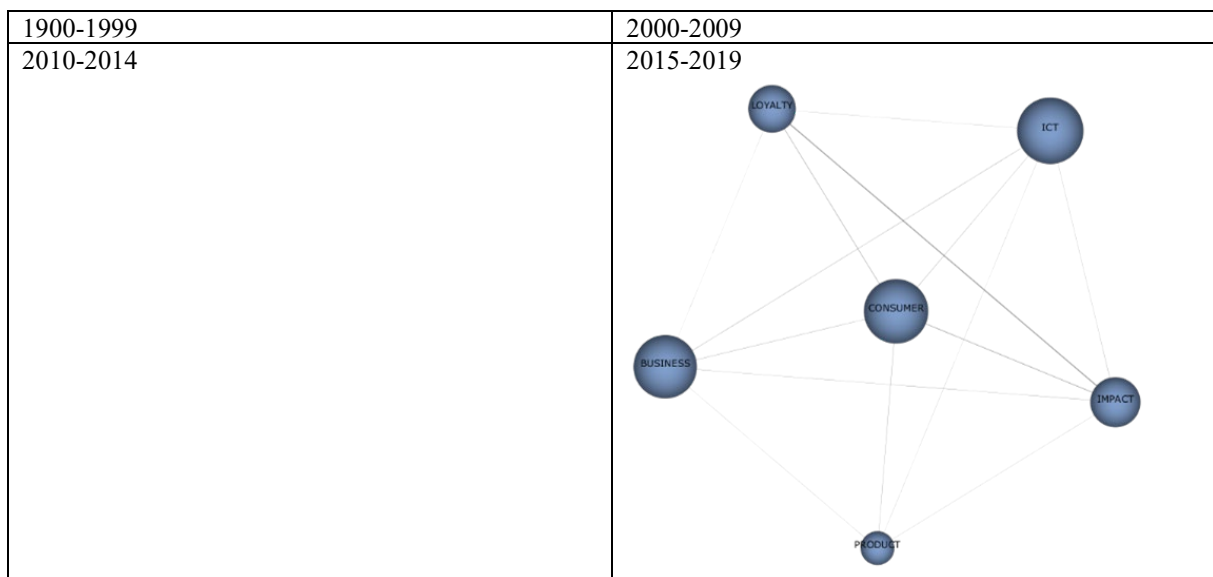 1900-1999
2000-2009
2010-2014
2015-2019
LOYALTY
ICT
CONSUMER
BUSINESS
IMPACT
PRODUCT